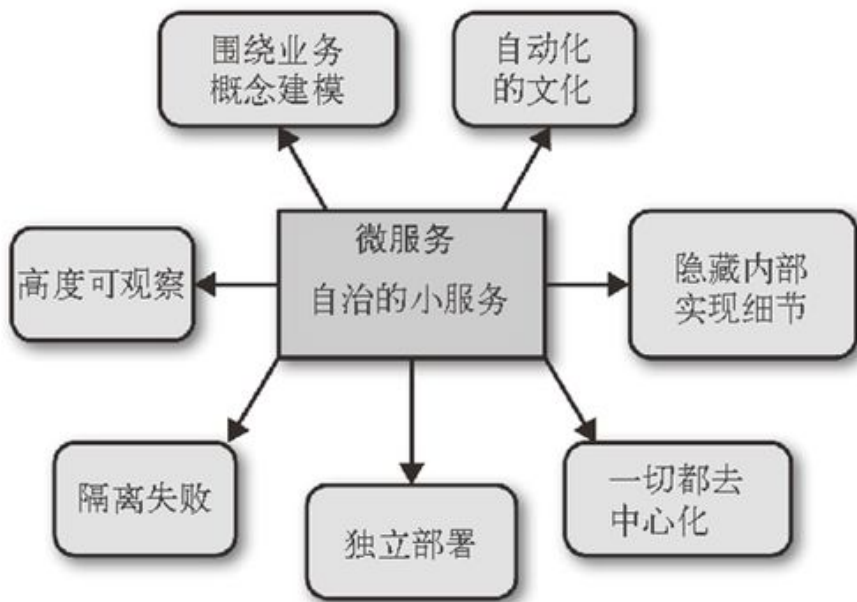 围绕业务
概念建模
自动化
的文化
微服务
自治的小服务
高度可观察
隐藏内部
实现细节
隔离失败
独立部署
一切都去
中心化